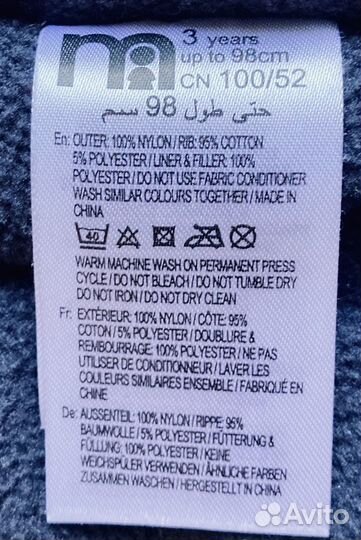 3 years
up to 98cm
CN 100/52
حتى طول 98 سم
En: OUTER: 100% NYLON / RIB: 95% COTTON
5% POLYESTER / LINER & FILLER: 100%
POLYESTER / DO NOT USE FABRIC CONDITIONER
WASH SIMILAR COLOURS TOGETHER / MADE IN
CHINA
40
WARM MACHINE WASH ON PERMANENT PRESS
CYCLE / DO NOT BLEACH / DO NOT TUMBLE DRY
DO NOT IRON / DO NOT DRY CLEAN
Fr: EXTÉRIEUR: 100% NYLON / CÔTE: 95%
COTON / 5% POLYESTER / DOUBLURE &
REMBOURRAGE: 100% POLYESTER / NE PAS
UTILISER DE CONDITIONNEUR / LAVER LES
COULEURS SIMILAIRES ENSEMBLE / FABRIQUÉ EN
CHINE
De: AUSSENTEIL: 100% NYLON / RIPPE: 95%
BAUMWOLLE / 5% POLYESTER / FÜTTERUNG &
FÜLLUNG: 100% POLYESTER / KEINE
WEICHSPÜLER VERWENDEN / ÄHNLICHE FARBEN
ZUSAMMEN WASCHEN / HERGESTELLT IN CHINA
Avito